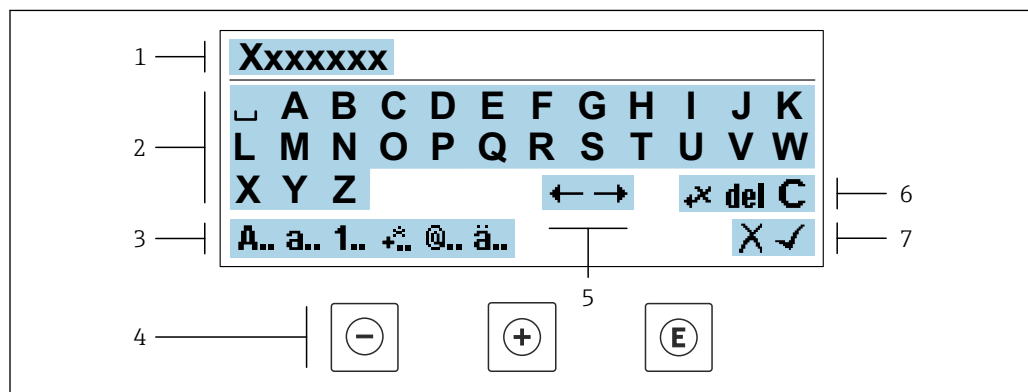 1 Xxxxxxx
␣ A B C D E F G H I J K
2 L M N O P Q R S T U V W
X Y Z ← → ↵× del C 6
3 A.. a.. 1.. +*.. @.. ä.. X ✓ 7
5
4 − + E